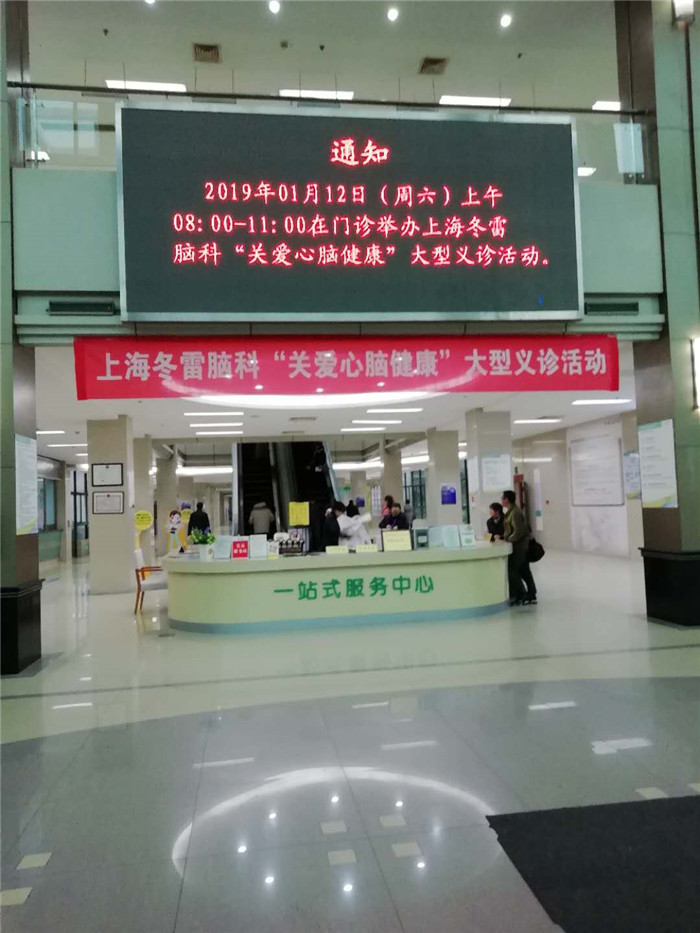 通知
2019年01月12日（周六）上午
08:00-11:00在门诊举办上海冬雷
脑科“关爱心脑健康”大型义诊活动。
上海冬雷脑科“关爱心脑健康”大型义诊活动
一站式服务中心